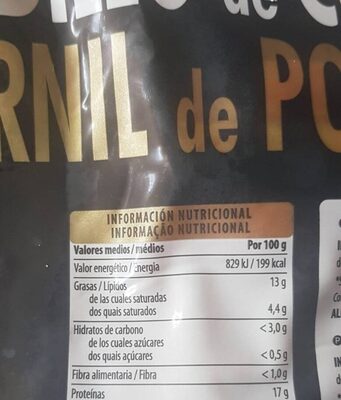 de
RNIL de PO
INFORMACIÓN NUTRICIONAL
INFORMAÇÃO NUTRICIONAL
Valores medios/médios Por 100 g
Valor energético/Energia 829 kJ / 199 kcal
Grasas / Lípidos 13 g
de las cuales saturadas
dos quais saturados 4,4 g
Hidratos de carbono < 3,0 g
de los cuales azúcares
dos quais açúcares < 0,5 g
Fibra alimentaria / Fibra < 1,0 g
Proteínas 17 g